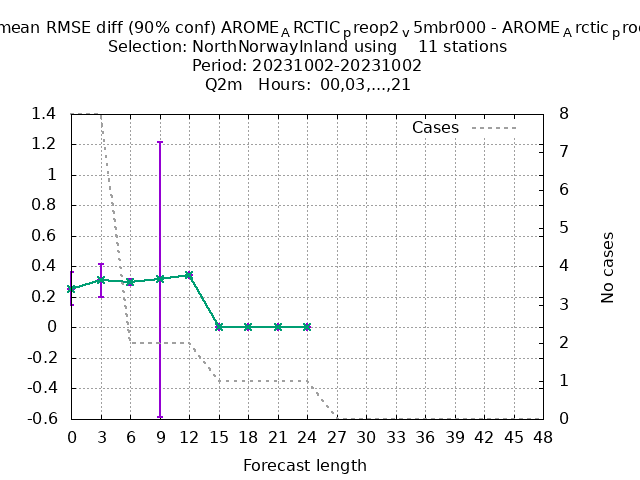 mean RMSE diff (90% conf) AROME_A RCTIC_p reop2_v 5mbr000 - AROME_A rctic_p
Selection: NorthNorwayInland using 11 stations
Period: 20231002-20231002
Q2m Hours: 00,03,...,21
Cases
1.4
1.2
1
0.8
0.6
0.4
0.2
0
-0.2
-0.4
-0.6
8
7
6
5
4
3
2
1
0
No cases
0 3 6 9 12 15 18 21 24 27 30 33 36 39 42 45 48
Forecast length